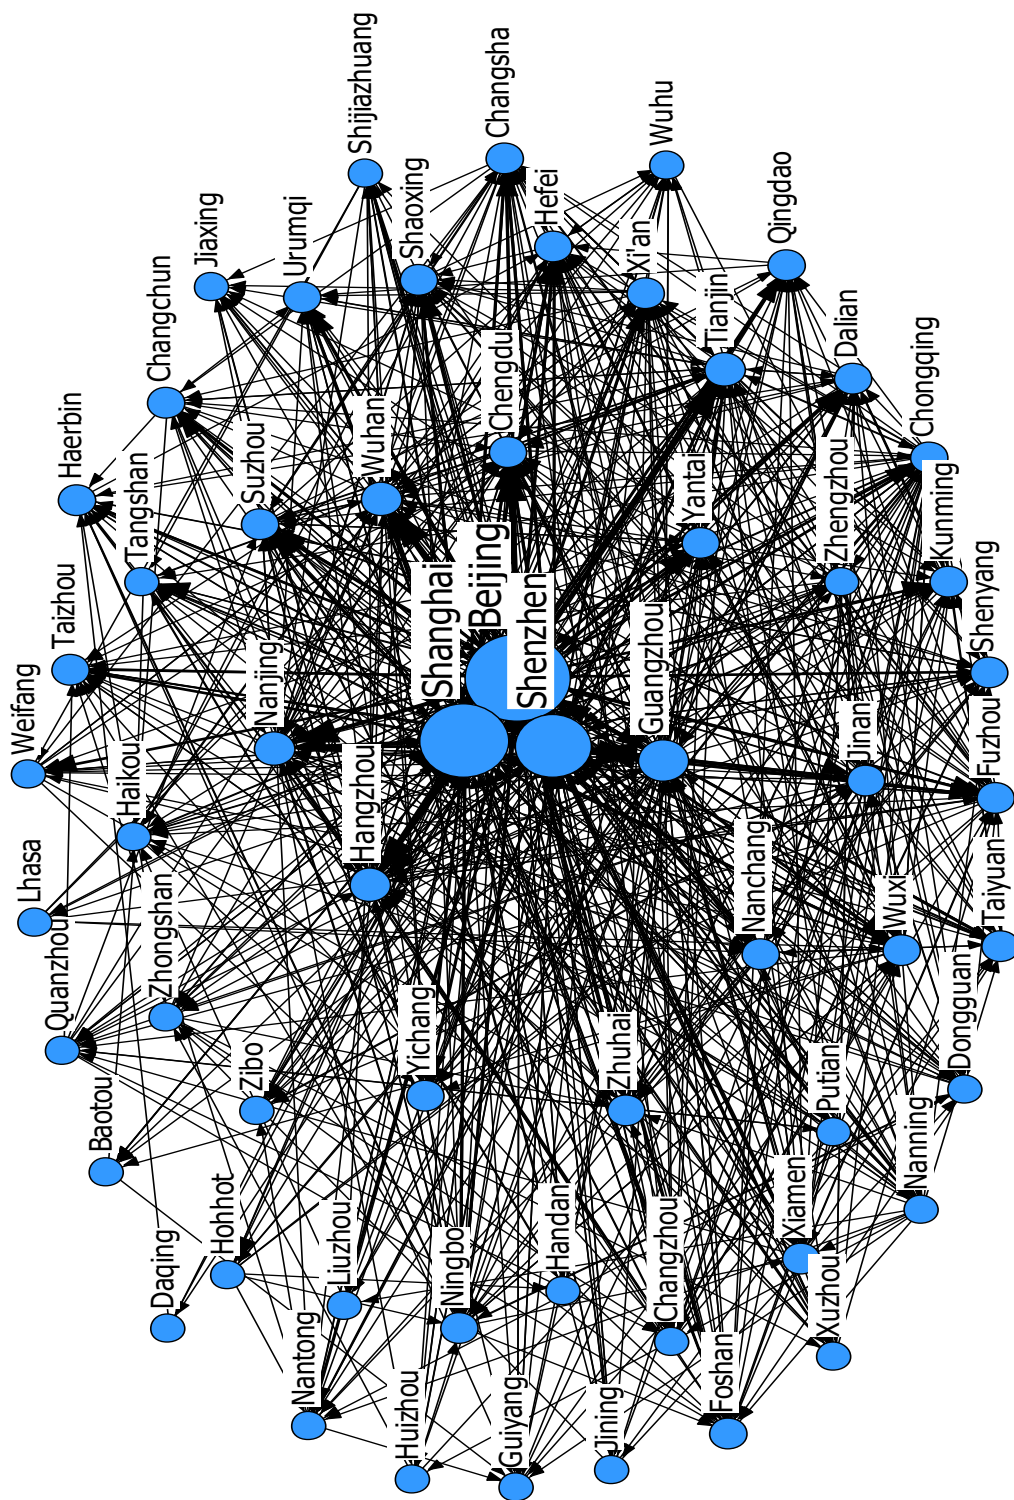 Shijiazhuang
Changsha
Wuhu
Jiaxing
Urumqi
Shaoxing
Hefei
Xi'an
Qingdao
Changchun
Tianjin
Dalian
Haerbin
Tangshan
Suzhou
Wuhan
Chengdu
Chongqing
Yantai
Zhengzhou
Kunming
Taizhou
Shanghai
Beijing
Shenzhen
Shenyang
Weifang
Nanjing
Guangzhou
Jinan
Fuzhou
Haikou
Hangzhou
Lhasa
Nanchang
Wuxi
Taiyuan
Quanzhou
Zhongshan
Yichang
Zhuhai
Dongguan
Baotou
Zibo
Putian
Nanning
Daqing
Hohhot
Liuzhou
Ningbo
Handan
Changzhou
Xiamen
Xuzhou
Nantong
Huizhou
Guiyang
Jining
Foshan